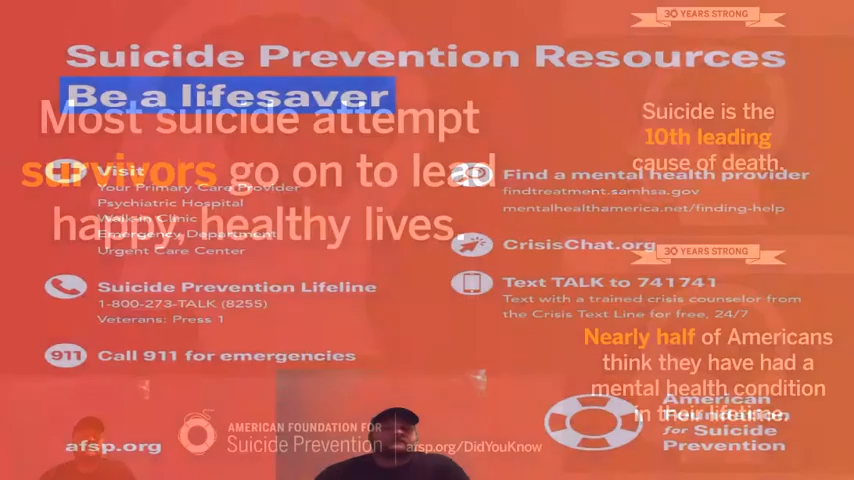 30 YEARS STRONG
Suicide Prevention Resources
Be a lifesaver
Most suicide attempt
survivors go on to lead
happy, healthy lives.
Suicide is the
10th leading
cause of death.
Visit
Your Primary Care Provider
Psychiatric Hospital
Walk-in Clinic
Emergency Department
Urgent Care Center
Find a mental health provider
findtreatment.samhsa.gov
mentalhealthamerica.net/finding-help
CrisisChat.org
30 YEARS STRONG
Suicide Prevention Lifeline
1-800-273-TALK (8255)
Veterans: Press 1
Text TALK to 741741
Text with a trained crisis counselor from
the Crisis Text Line for free, 24/7
911 Call 911 for emergencies
Nearly half of Americans
think they have had a
mental health condition
in their lifetime.
afsp.org
AMERICAN FOUNDATION FOR
Suicide Prevention
afsp.org/DidYouKnow
American
Foundation
for Suicide
Prevention